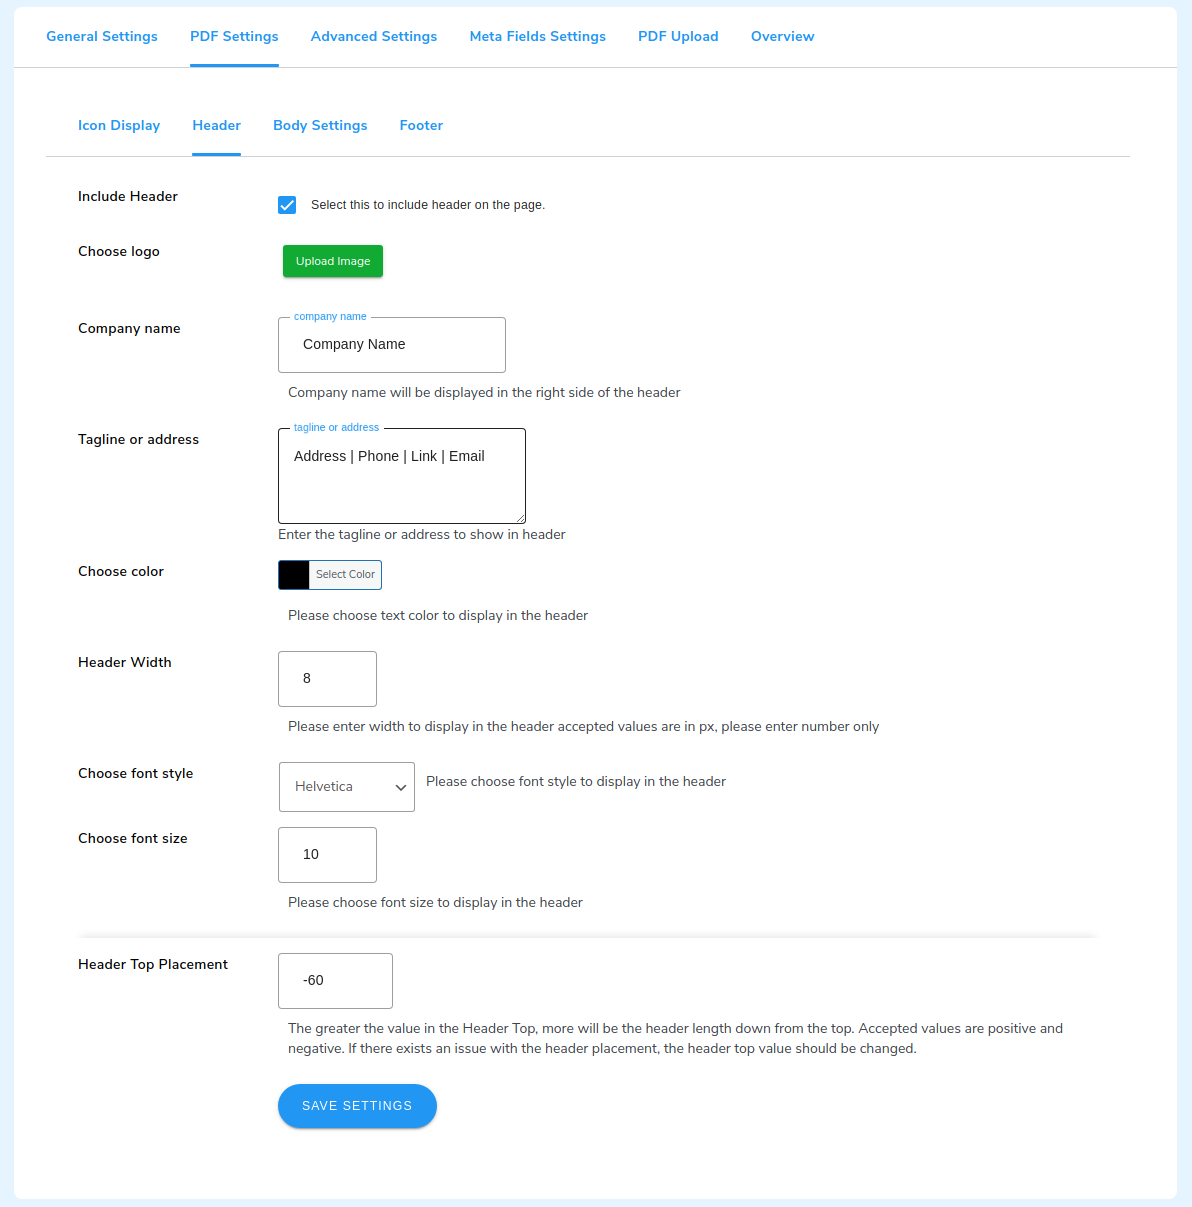 General Settings PDF Settings Advanced Settings Meta Fields Settings PDF Upload Overview
Icon Display Header Body Settings Footer
Include Header
Select this to include header on the page.
Choose logo
Upload Image
Company name
company name
Company Name
Company name will be displayed in the right side of the header
Tagline or address
tagline or address
Address | Phone | Link | Email
Enter the tagline or address to show in header
Choose color
Select Color
Please choose text color to display in the header
Header Width
8
Please enter width to display in the header accepted values are in px, please enter number only
Choose font style
Helvetica
Please choose font style to display in the header
Choose font size
10
Please choose font size to display in the header
Header Top Placement
-60
The greater the value in the Header Top, more will be the header length down from the top. Accepted values are positive and
negative. If there exists an issue with the header placement, the header top value should be changed.
SAVE SETTINGS